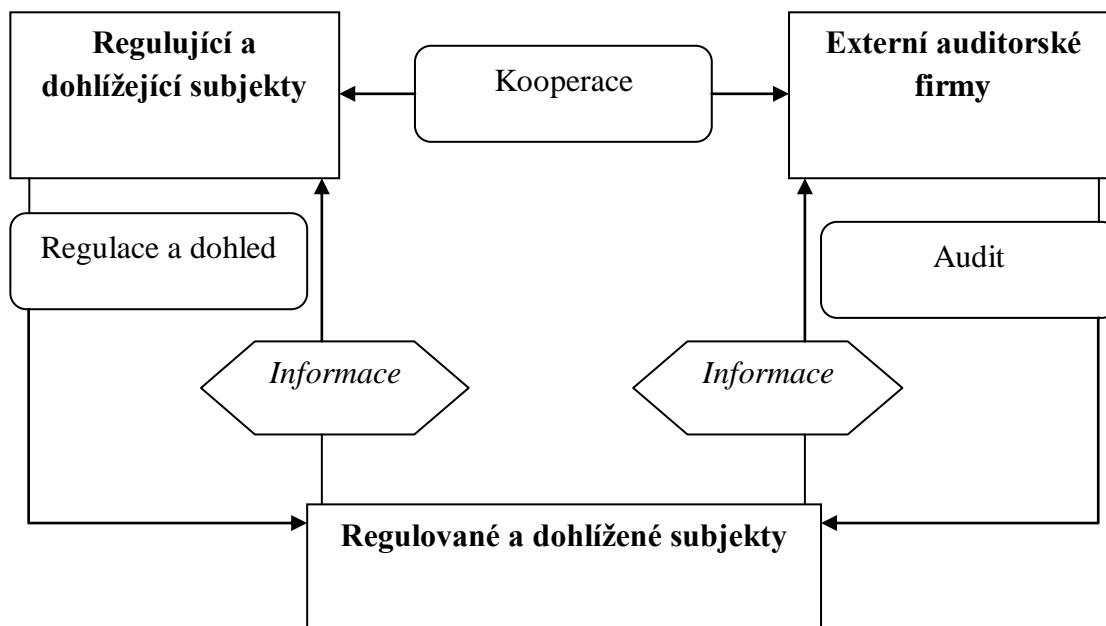 Regulující a
dohlížející subjekty
Kooperace
Externí auditorské
firmy
Regulace a dohled
Audit
Informace
Informace
Regulované a dohlížené subjekty